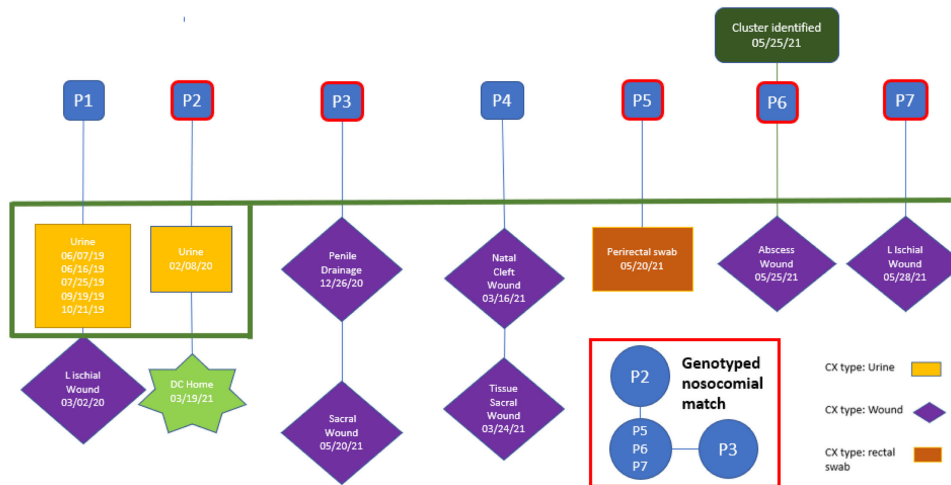 Cluster identified
05/25/21
P1
P2
P3
P4
P5
P6
P7
Urine
06/07/19
06/16/19
07/25/19
09/19/19
10/21/19
Urine
02/08/20
Penile
Drainage
12/26/20
Natal
Cleft
Wound
03/16/21
Perirectal swab
05/20/21
Abscess
Wound
05/25/21
L Ischial
Wound
05/28/21
L ischial
Wound
03/02/20
DC Home
03/19/21
Sacral
Wound
05/20/21
Tissue
Sacral
Wound
03/24/21
P2
P5
P6
P7
P3
Genotyped
nosocomial
match
CX type: Urine
CX type: Wound
CX type: rectal
swab